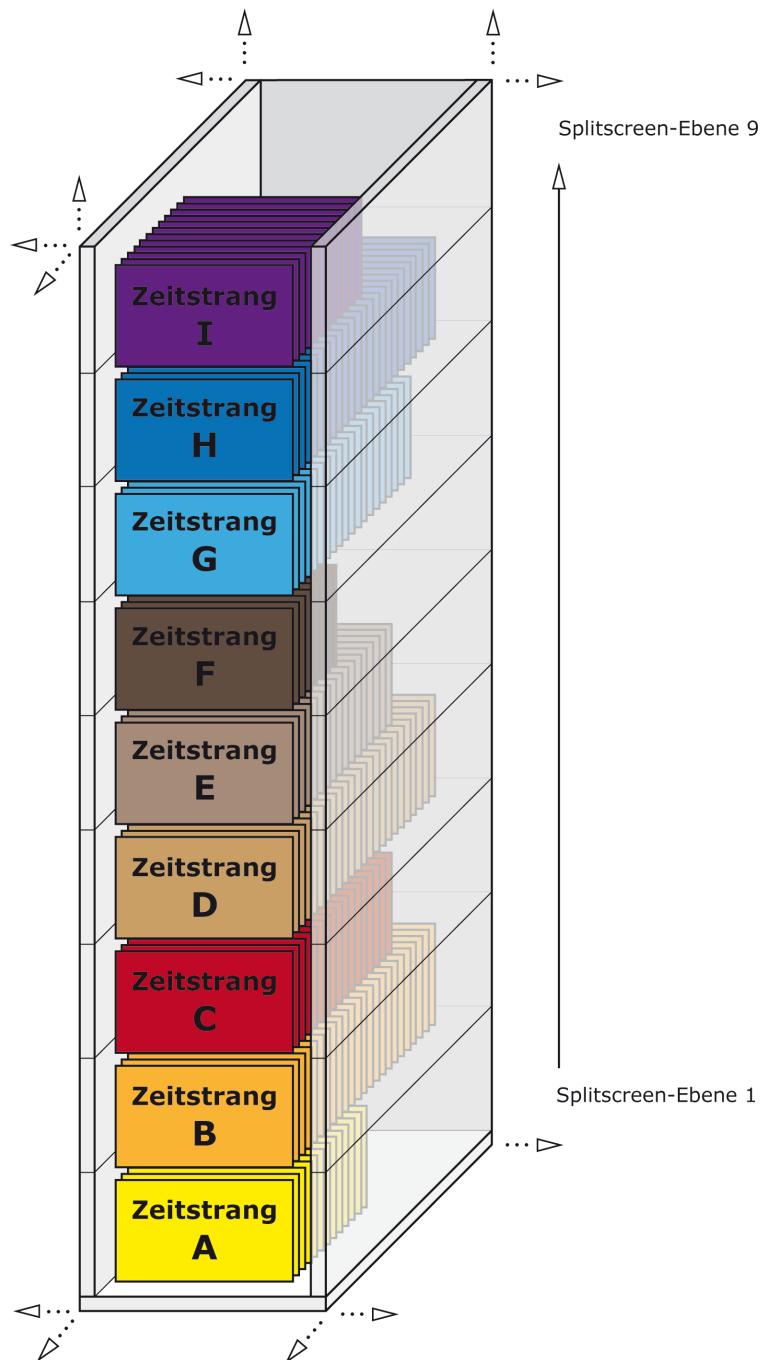 Splitscreen-Ebene 9
Zeitstrang
I
Zeitstrang
H
Zeitstrang
G
Zeitstrang
F
Zeitstrang
E
Zeitstrang
D
Zeitstrang
C
Zeitstrang
B
Splitscreen-Ebene 1
Zeitstrang
A